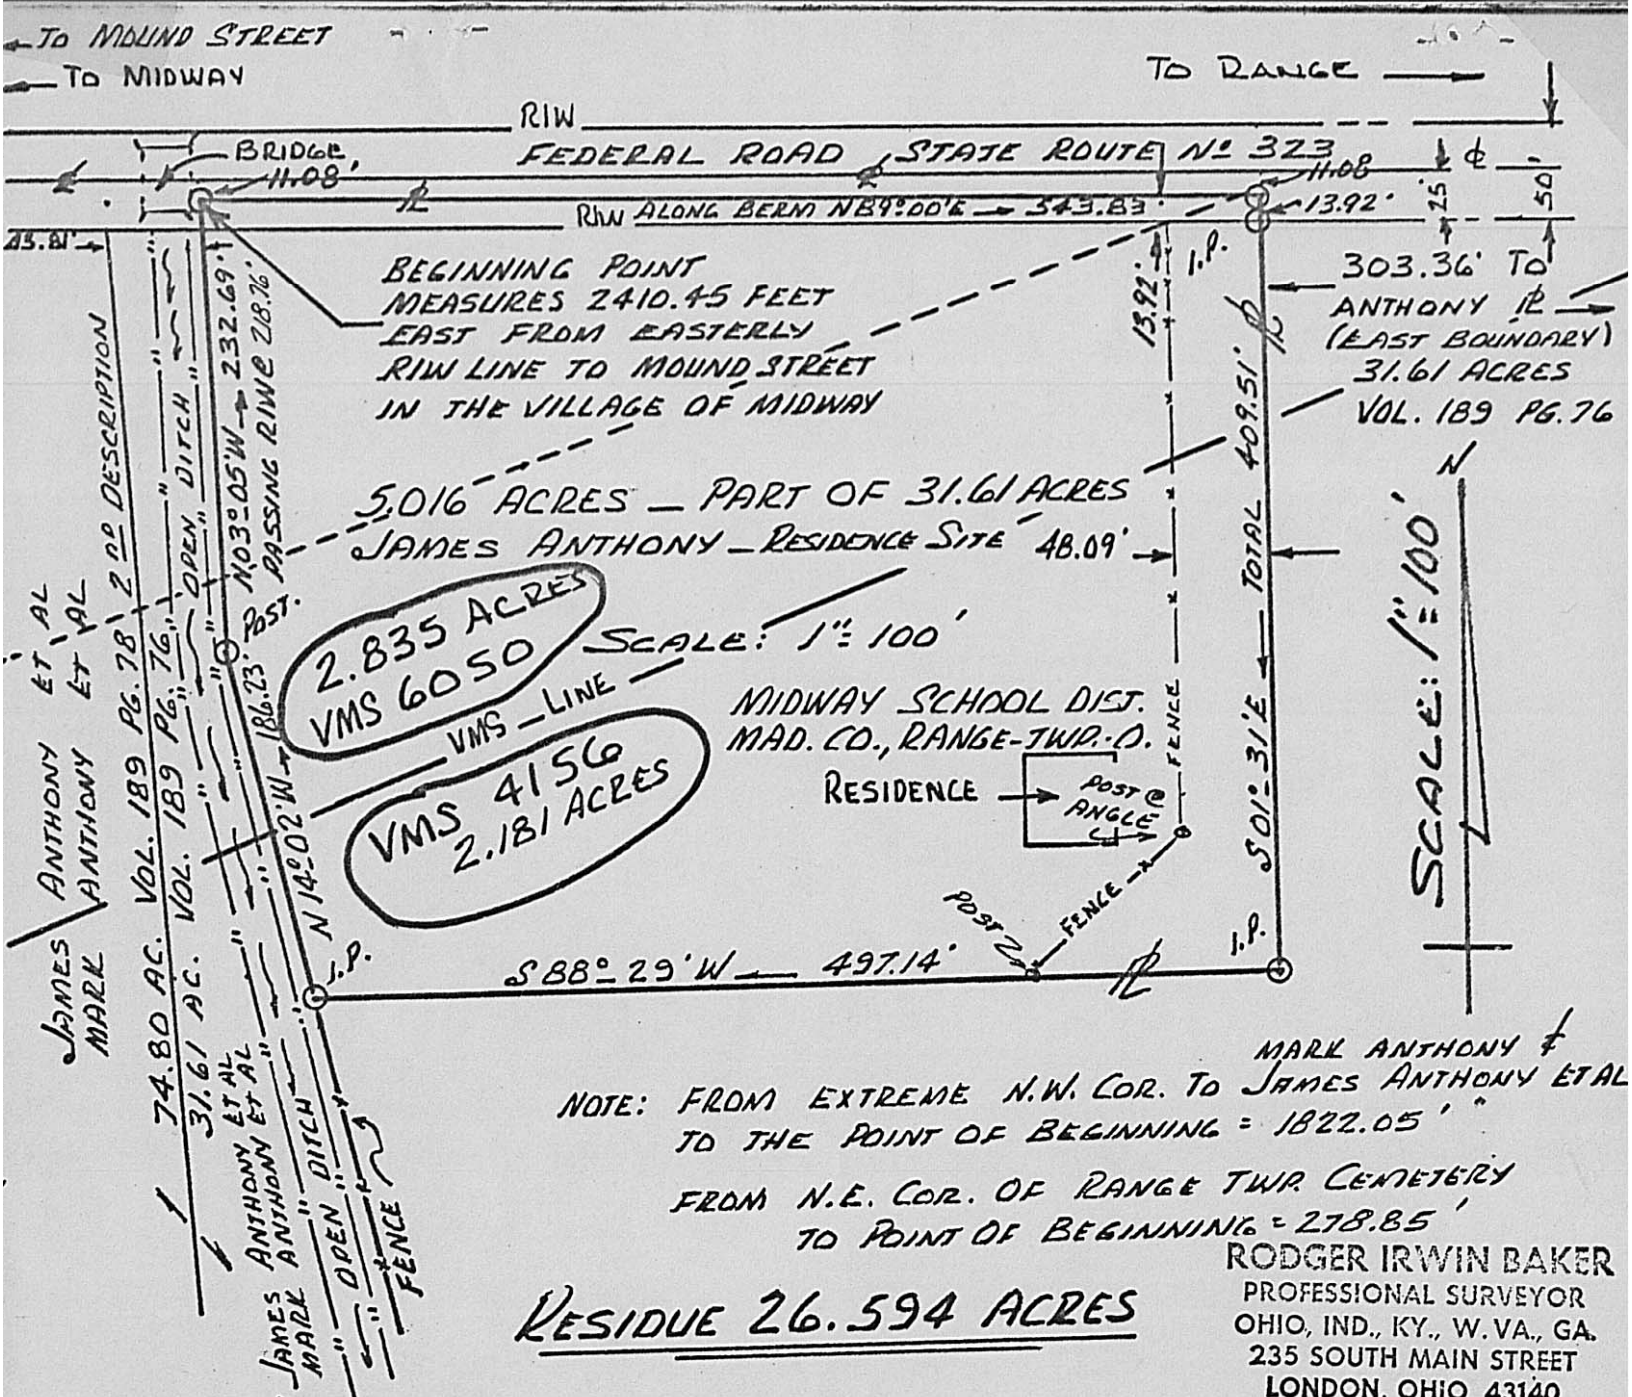 TO MOUND STREET
TO MIDWAY
TO RANGE
R/W
FEDERAL ROAD STATE ROUTE Nº 323
BRIDGE
11.08'
11.08
13.92'
25'
50'
R/W ALONG BERM N89º00'E 543.83'
BEGINNING POINT
MEASURES 2410.45 FEET
EAST FROM EASTERLY
R/W LINE TO MOUND STREET
IN THE VILLAGE OF MIDWAY
13.92'
I.P.
303.36' TO
ANTHONY ⅊
(EAST BOUNDARY)
31.61 ACRES
VOL. 189 PG. 76
5.016 ACRES — PART OF 31.61 ACRES
JAMES ANTHONY — RESIDENCE SITE
48.09'
2.835 ACRES
VMS 6050
SCALE: 1"= 100'
VMS — LINE
VMS 4156
2.181 ACRES
MIDWAY SCHOOL DIST.
MAD. CO., RANGE-TWP.-O.
RESIDENCE
POST @
ANGLE
FENCE
FENCE
POST
S 01º-31'E TOTAL 409.51'
I.P.
N
SCALE: 1"= 100'
S 88º-29'W 497.14'
I.P.
N 14º-02'W 186.23'
POST.
N03º-05'W 232.69'
PASSING R/W @ 218.76'
OPEN DITCH
2ND DESCRIPTION
74.80 AC. VOL. 189 PG. 78
31.61 AC. VOL. 189 PG. 76
JAMES ANTHONY ET AL
MARK ANTHONY ET AL
JAMES ANTHONY ET AL
MARK ANTHONY ET AL
OPEN DITCH
FENCE
MARK ANTHONY &
NOTE: FROM EXTREME N.W. COR. TO JAMES ANTHONY ET AL
TO THE POINT OF BEGINNING = 1822.05'
FROM N.E. COR. OF RANGE TWP. CEMETERY
TO POINT OF BEGINNING = 278.85'
RESIDUE 26.594 ACRES
RODGER IRWIN BAKER
PROFESSIONAL SURVEYOR
OHIO, IND., KY., W. VA., GA.
235 SOUTH MAIN STREET
LONDON, OHIO 43140